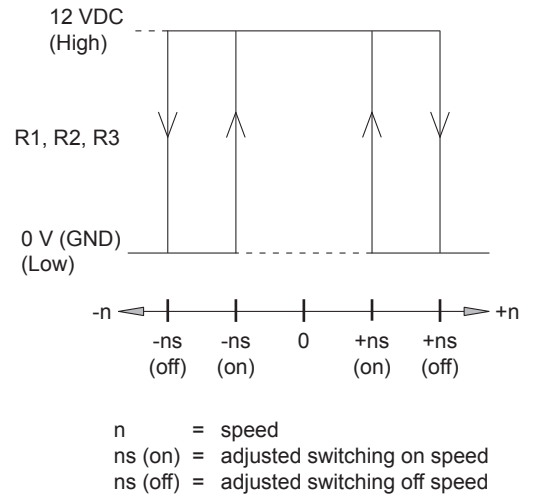 12 VDC
(High)
R1, R2, R3
0 V (GND)
(Low)
-n +n
-ns -ns 0 +ns +ns
(off) (on) (on) (off)
n = speed
ns (on) = adjusted switching on speed
ns (off) = adjusted switching off speed